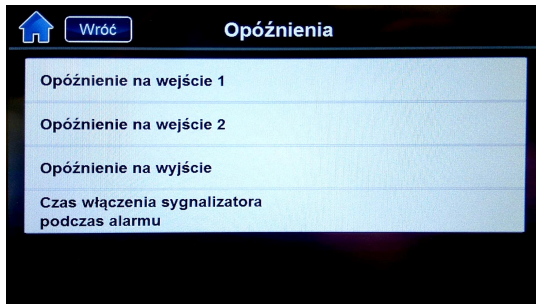 Wróć
Opóźnienia
Opóźnienie na wejście 1
Opóźnienie na wejście 2
Opóźnienie na wyjście
Czas włączenia sygnalizatora
podczas alarmu